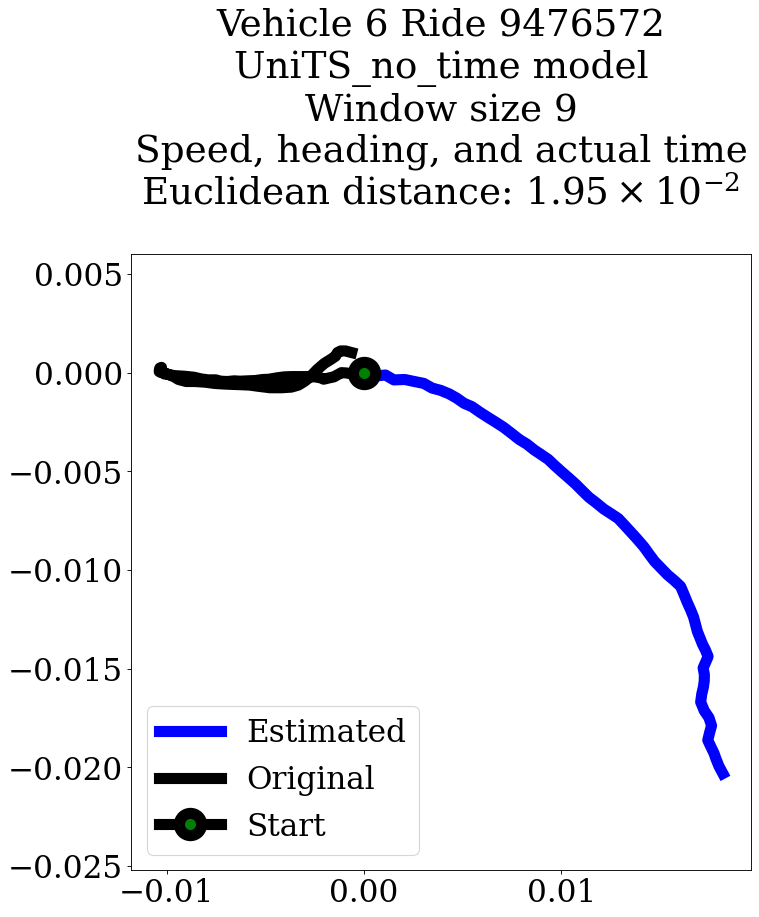 Vehicle 6 Ride 9476572
UniTS_no_time model
Window size 9
Speed, heading, and actual time
Euclidean distance: 1.95 × 10⁻²
0.005
0.000
−0.005
−0.010
−0.015
−0.020
−0.025
Estimated
Original
Start
−0.01 0.00 0.01